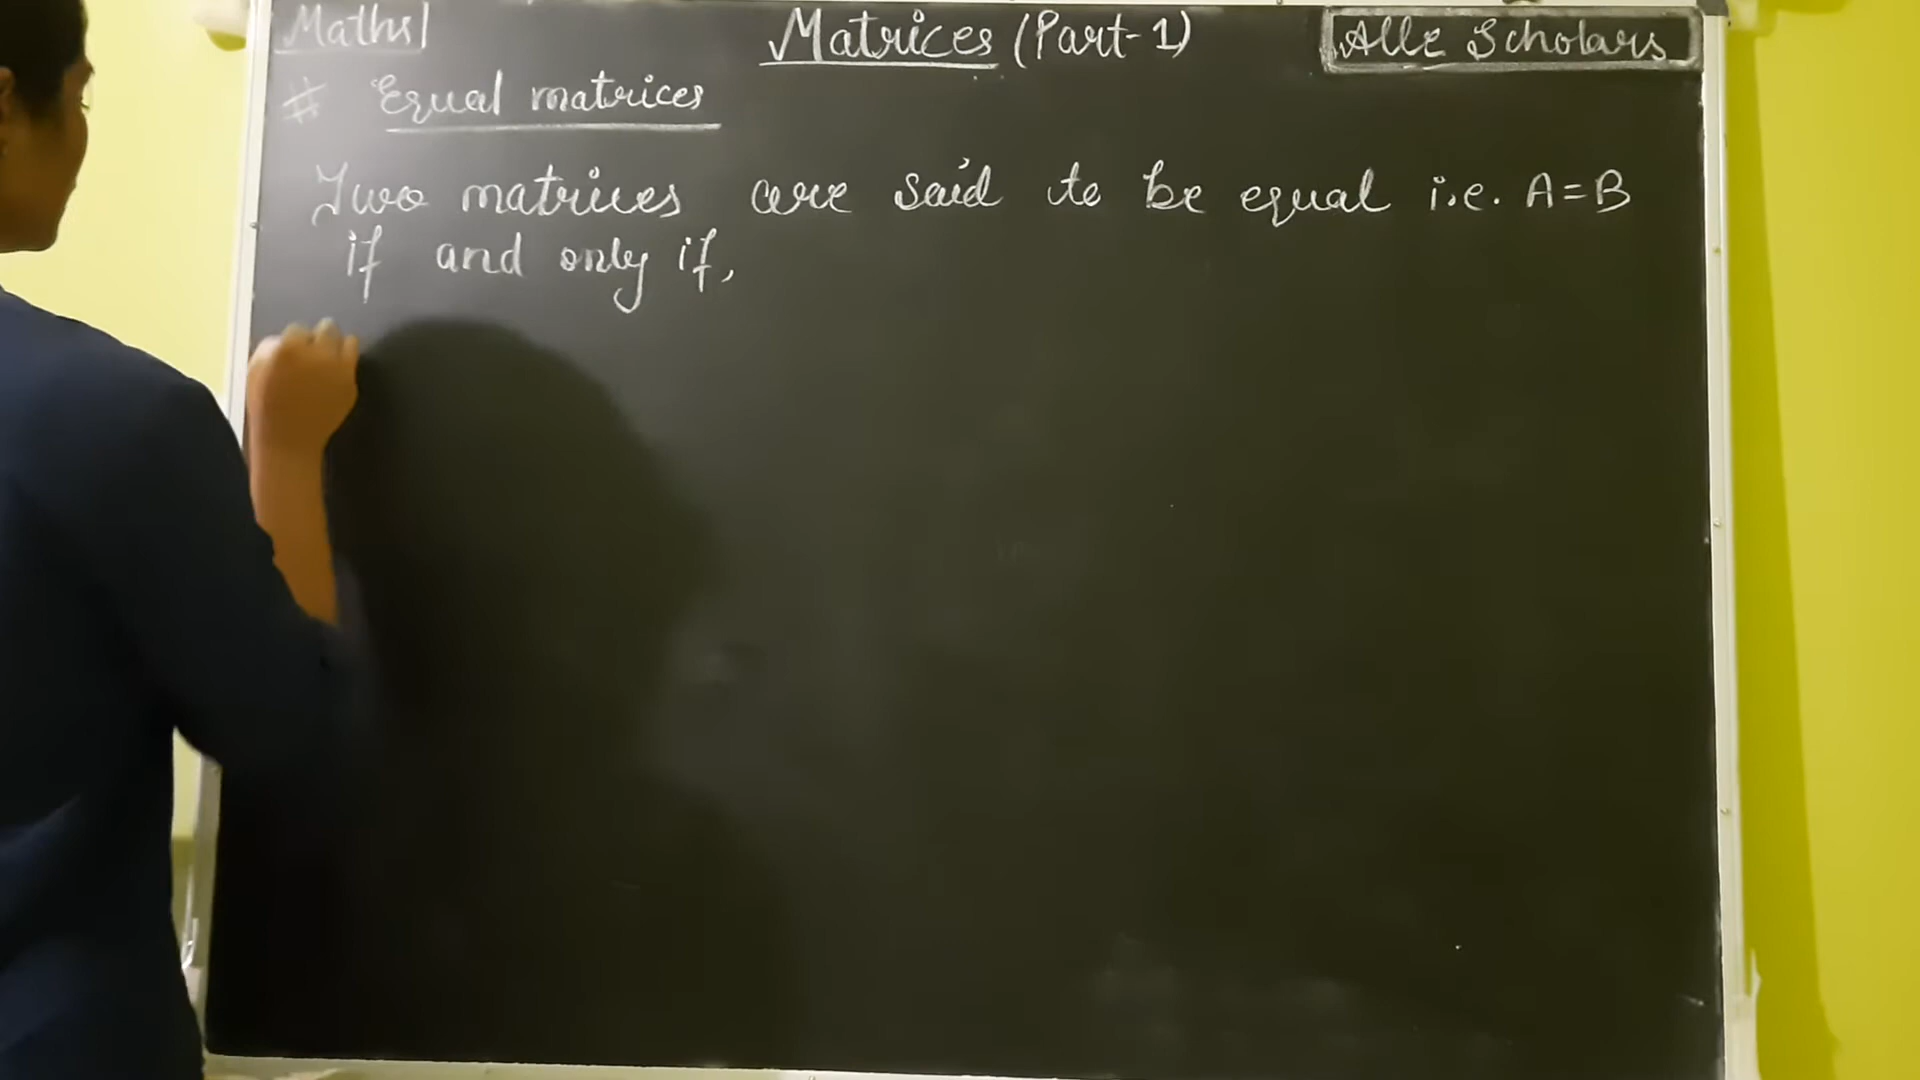 Maths
Matrices (Part-1)
Alle Scholars
# Equal matrices
Two matrices are said to be equal i.e. A=B
if and only if,